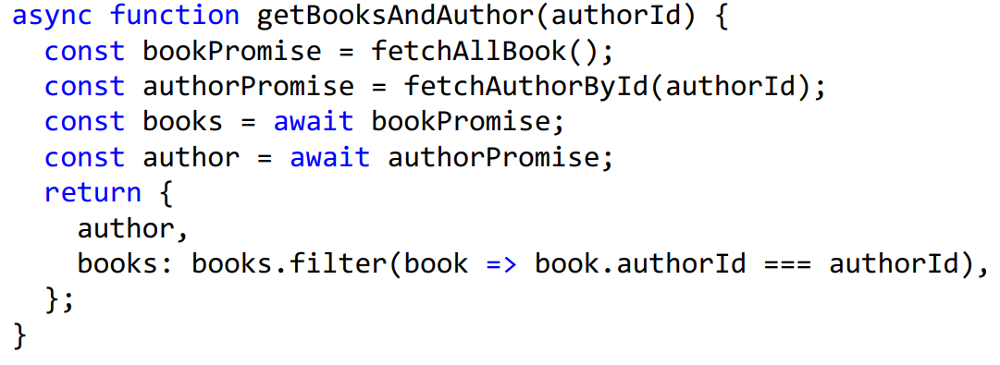 async function getBooksAndAuthor(authorId) {
  const bookPromise = fetchAllBook();
  const authorPromise = fetchAuthorById(authorId);
  const books = await bookPromise;
  const author = await authorPromise;
  return {
    author,
    books: books.filter(book => book.authorId === authorId),
  };
}